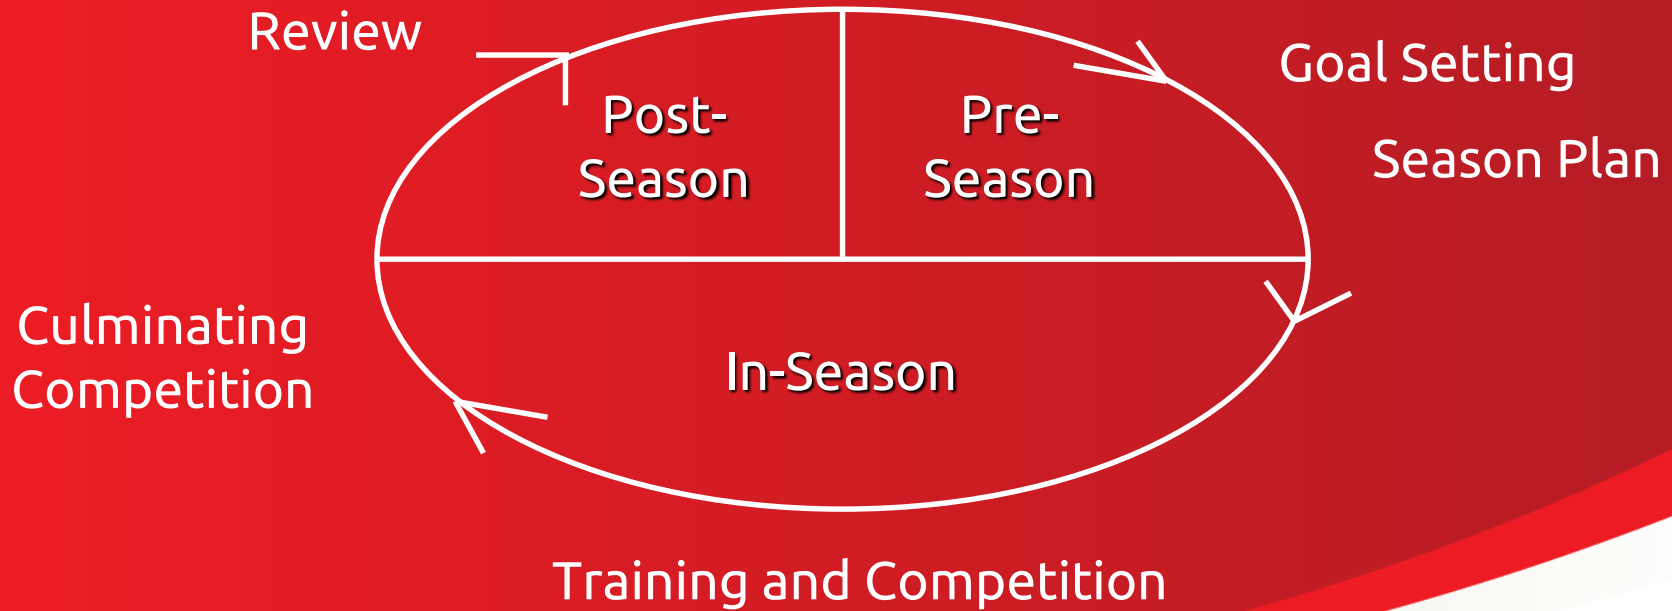 Review
Goal Setting
Post-
Season
Pre-
Season
Season Plan
Culminating
Competition
In-Season
Training and Competition